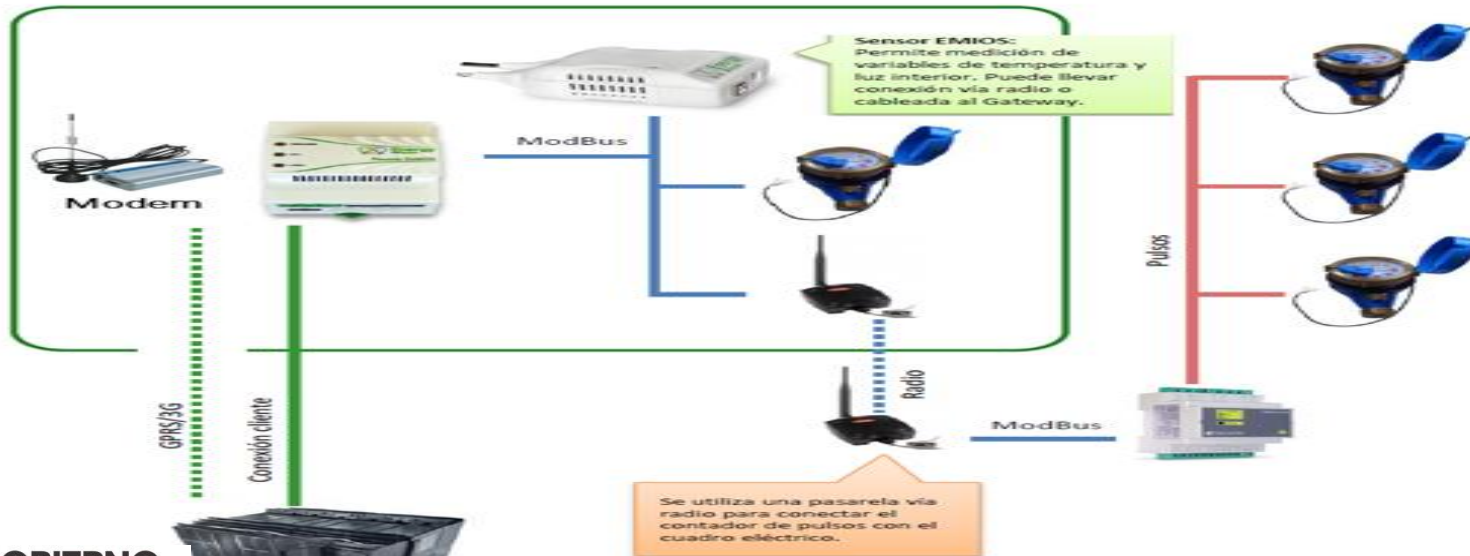 Sensor EMIOS:
Permite medición de
variables de temperatura y
luz interior. Puede llevar
conexión vía radio o
cableada al Gateway.
ModBus
Modem
Pulsos
GPRS/3G
Conexión cliente
Radio
ModBus
Se utiliza una pasarela vía
radio para conectar el
contador de pulsos con el
cuadro eléctrico.